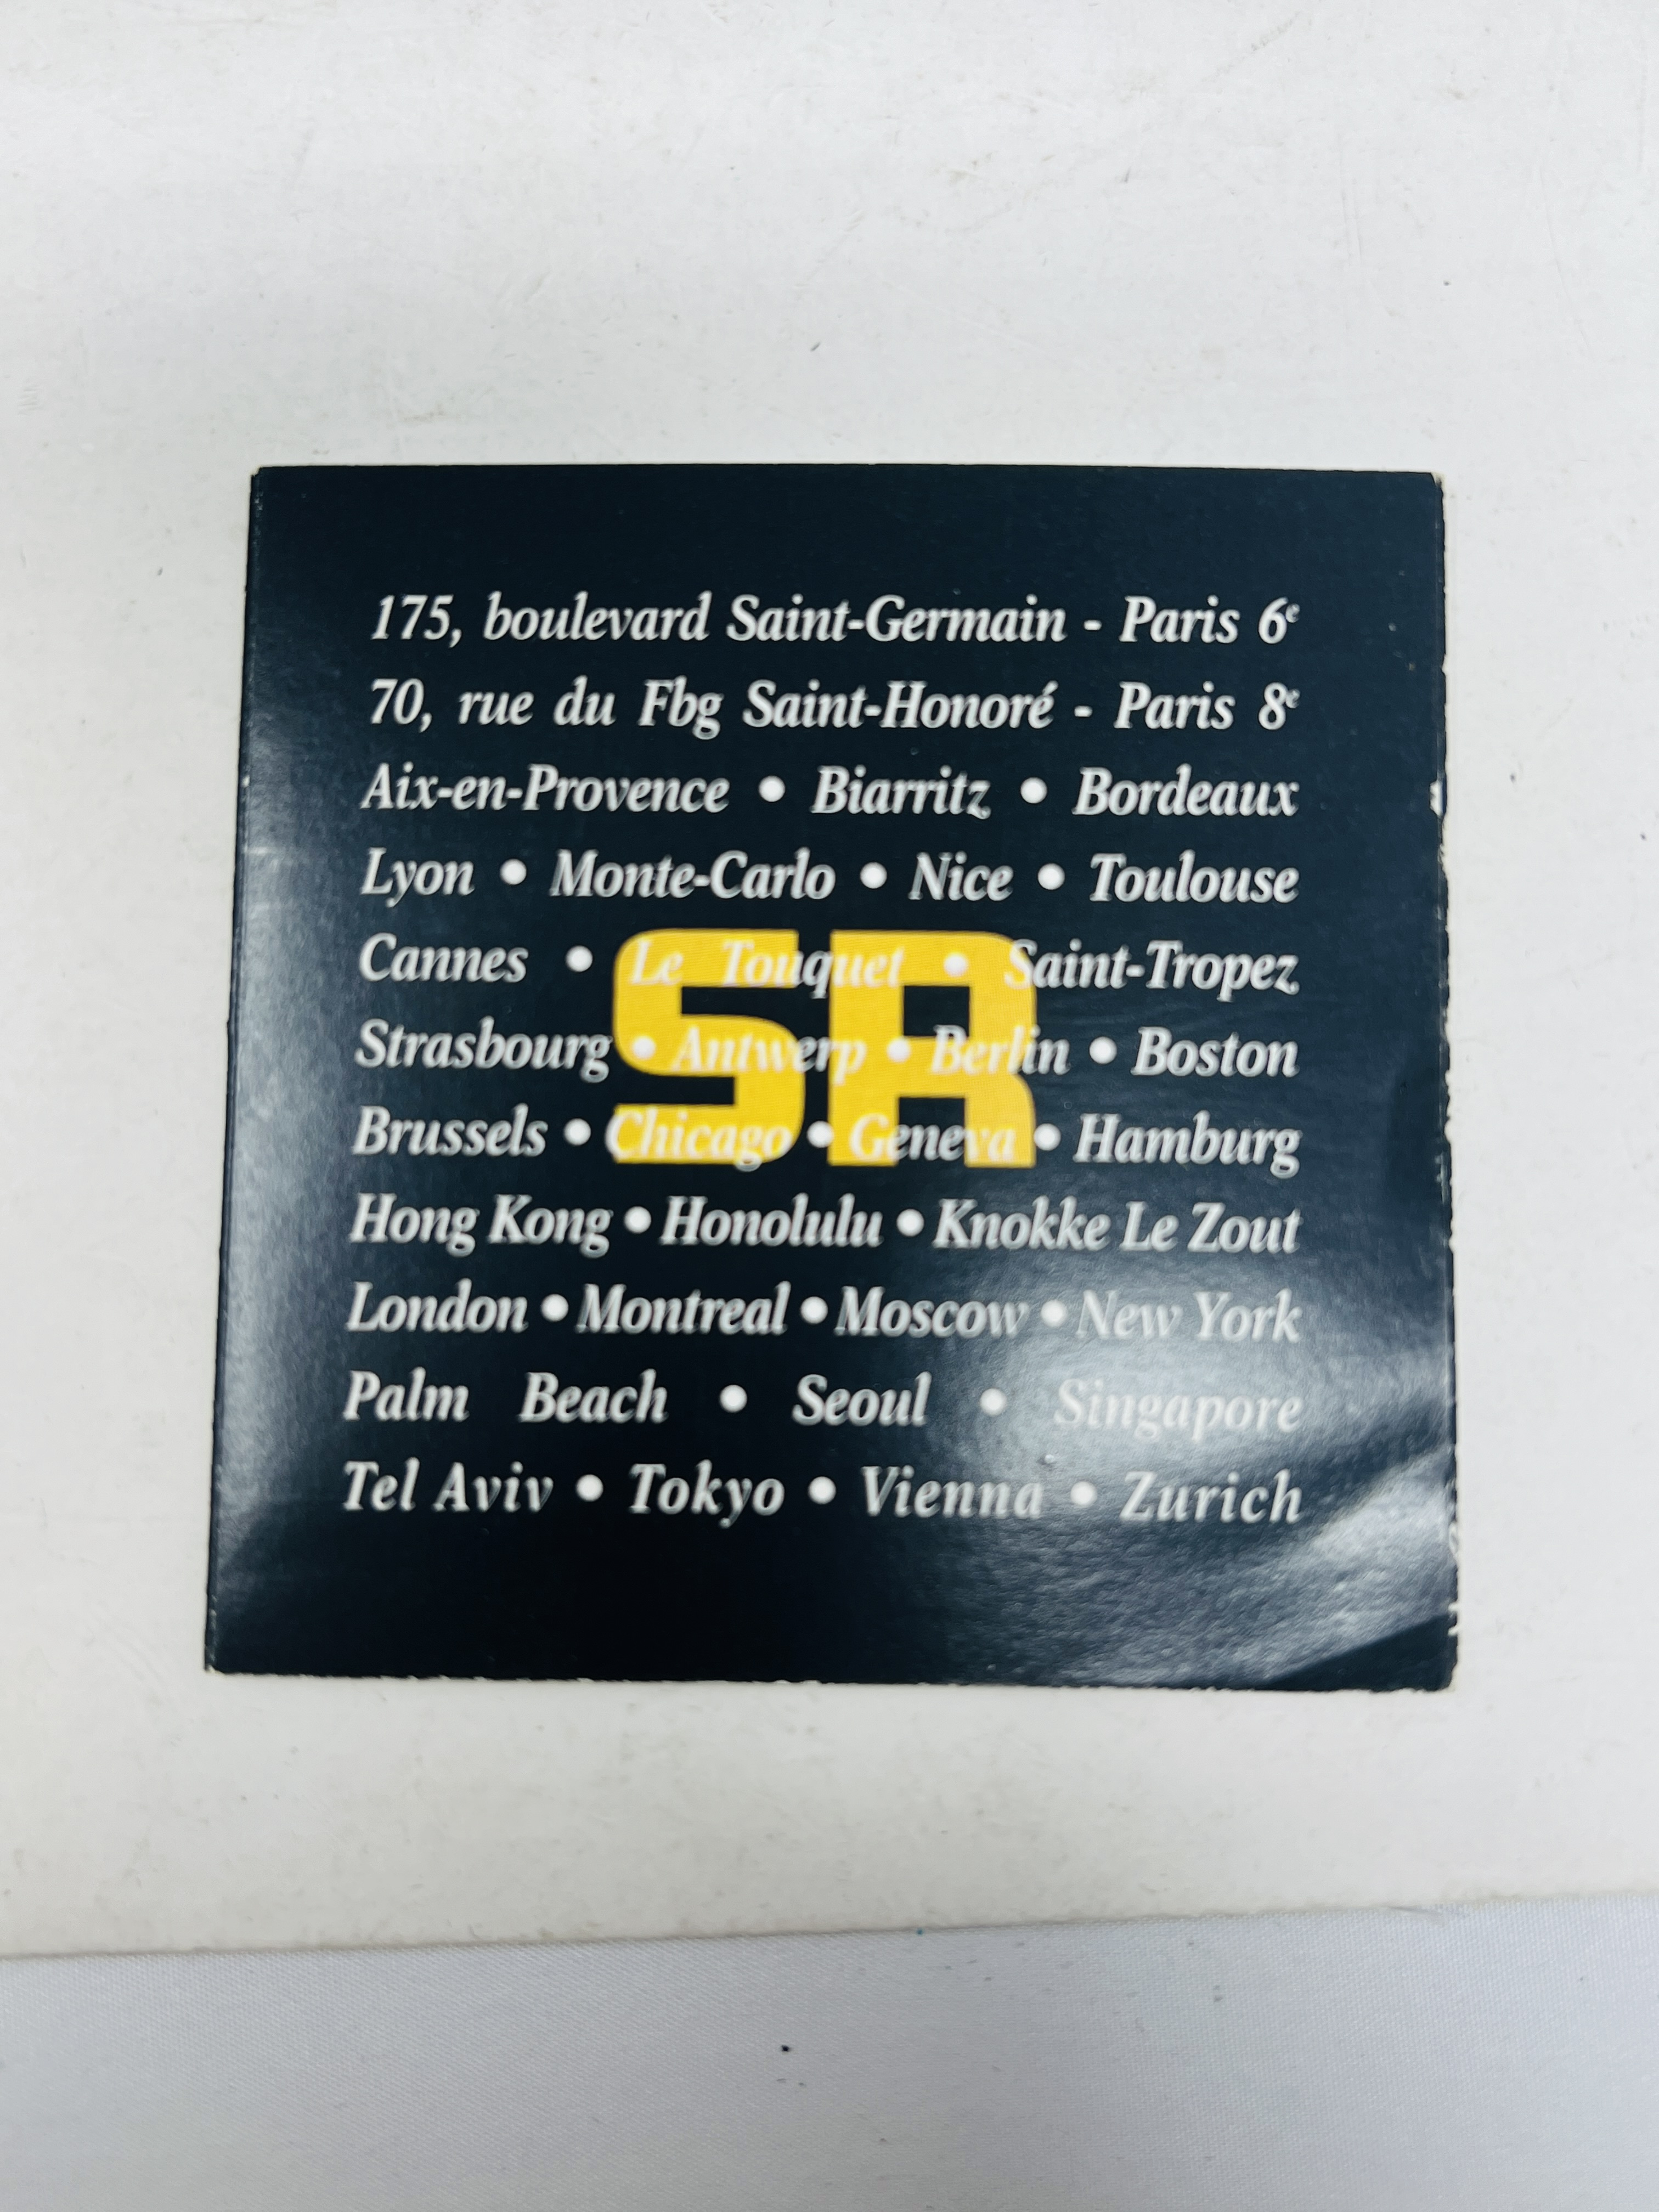 175, boulevard Saint-Germain - Paris 6e
70, rue du Fbg Saint-Honoré - Paris 8e
Aix-en-Provence • Biarritz • Bordeaux
Lyon • Monte-Carlo • Nice • Toulouse
Cannes • Le Touquet • Saint-Tropez
SR
Strasbourg • Antwerp • Berlin • Boston
Brussels • Chicago • Geneva • Hamburg
Hong Kong • Honolulu • Knokke Le Zout
London • Montreal • Moscow • New York
Palm Beach • Seoul • Singapore
Tel Aviv • Tokyo • Vienna • Zurich